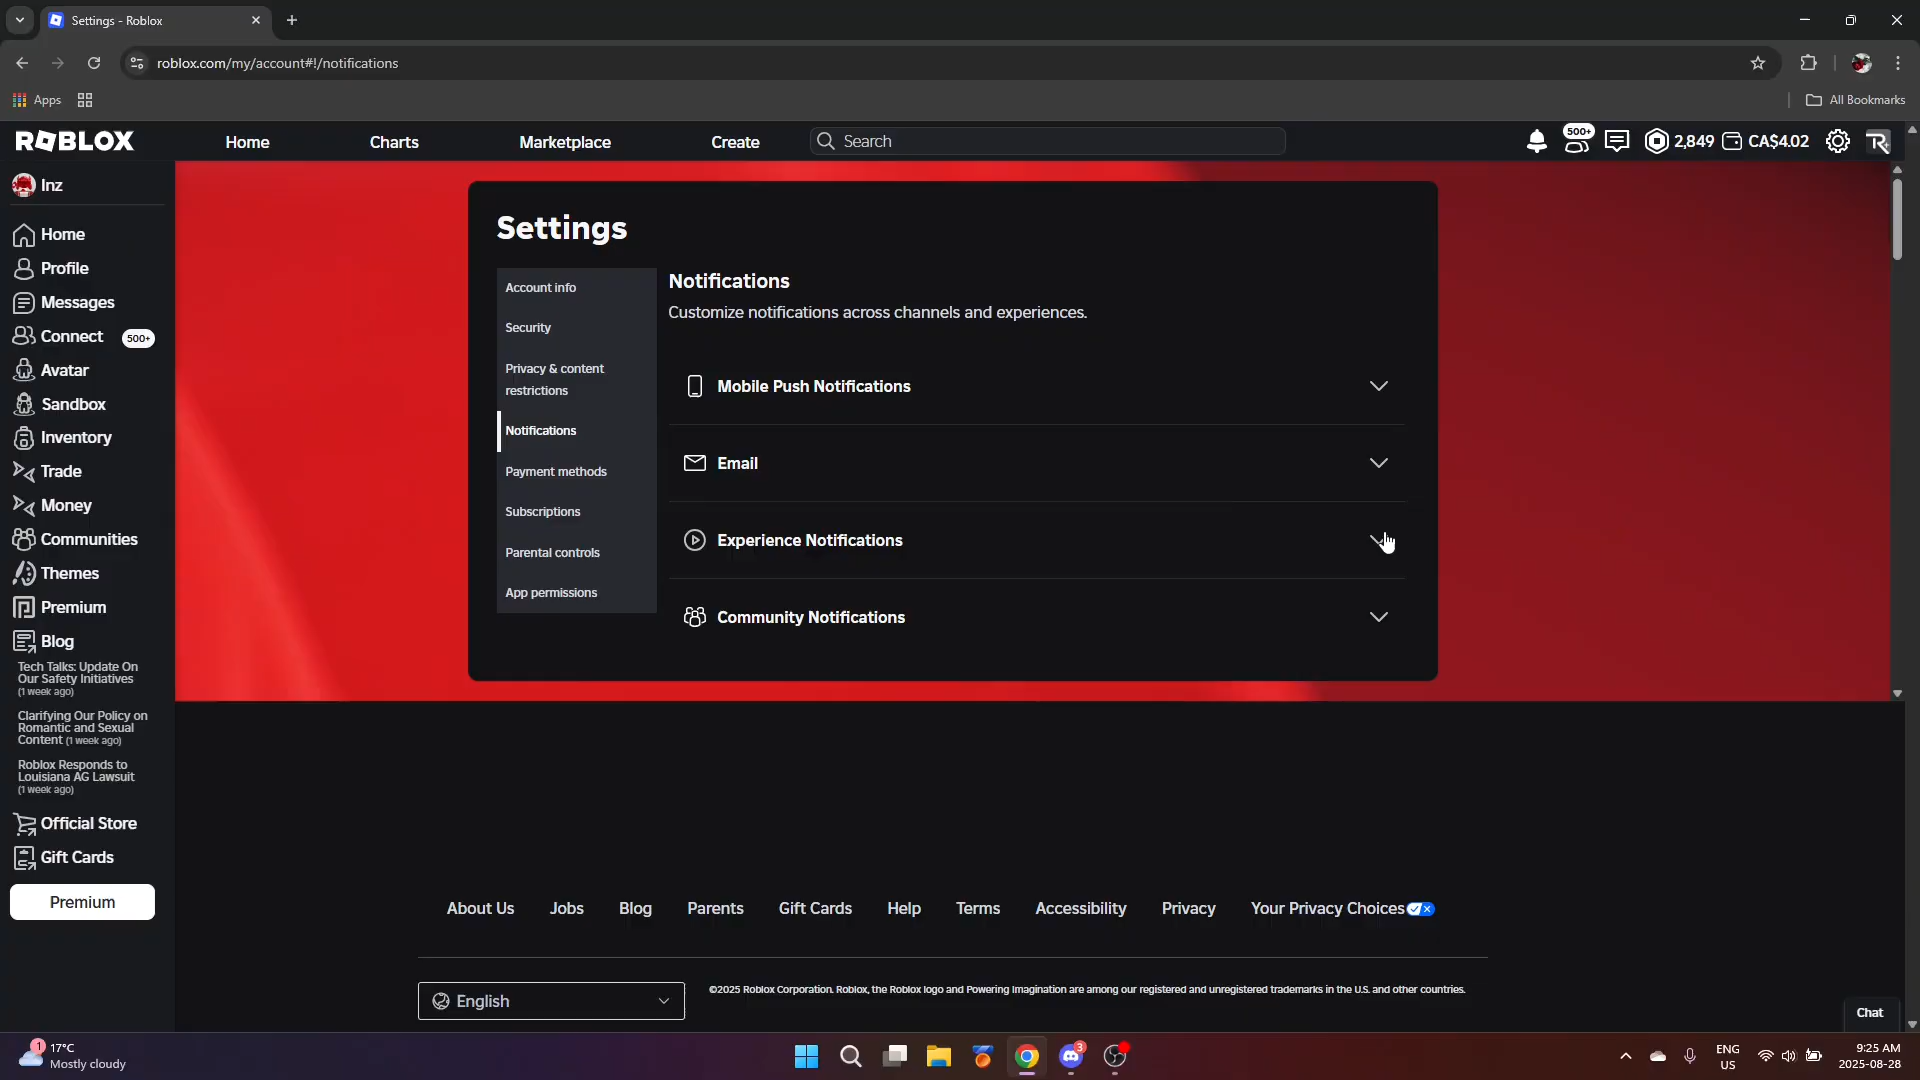 Settings - Roblox
roblox.com/my/account#!/notifications
Apps
All Bookmarks
ROBLOX
Home
Charts
Marketplace
Create
Search
500+
2,849
CA$4.02
Inz
Home
Profile
Messages
Connect
500+
Avatar
Sandbox
Inventory
Trade
Money
Communities
Themes
Premium
Blog
Tech Talks: Update On
Our Safety Initiatives
(1 week ago)
Clarifying Our Policy on
Romantic and Sexual
Content (1 week ago)
Roblox Responds to
Louisiana AG Lawsuit
(1 week ago)
Official Store
Gift Cards
Premium
Settings
Account info
Security
Privacy & content
restrictions
Notifications
Payment methods
Subscriptions
Parental controls
App permissions
Notifications
Customize notifications across channels and experiences.
Mobile Push Notifications
Email
Experience Notifications
Community Notifications
About Us
Jobs
Blog
Parents
Gift Cards
Help
Terms
Accessibility
Privacy
Your Privacy Choices
English
©2025 Roblox Corporation. Roblox, the Roblox logo and Powering Imagination are among our registered and unregistered trademarks in the U.S. and other countries.
Chat
1
17°C
Mostly cloudy
3
ENG
US
9:25 AM
2025-08-28